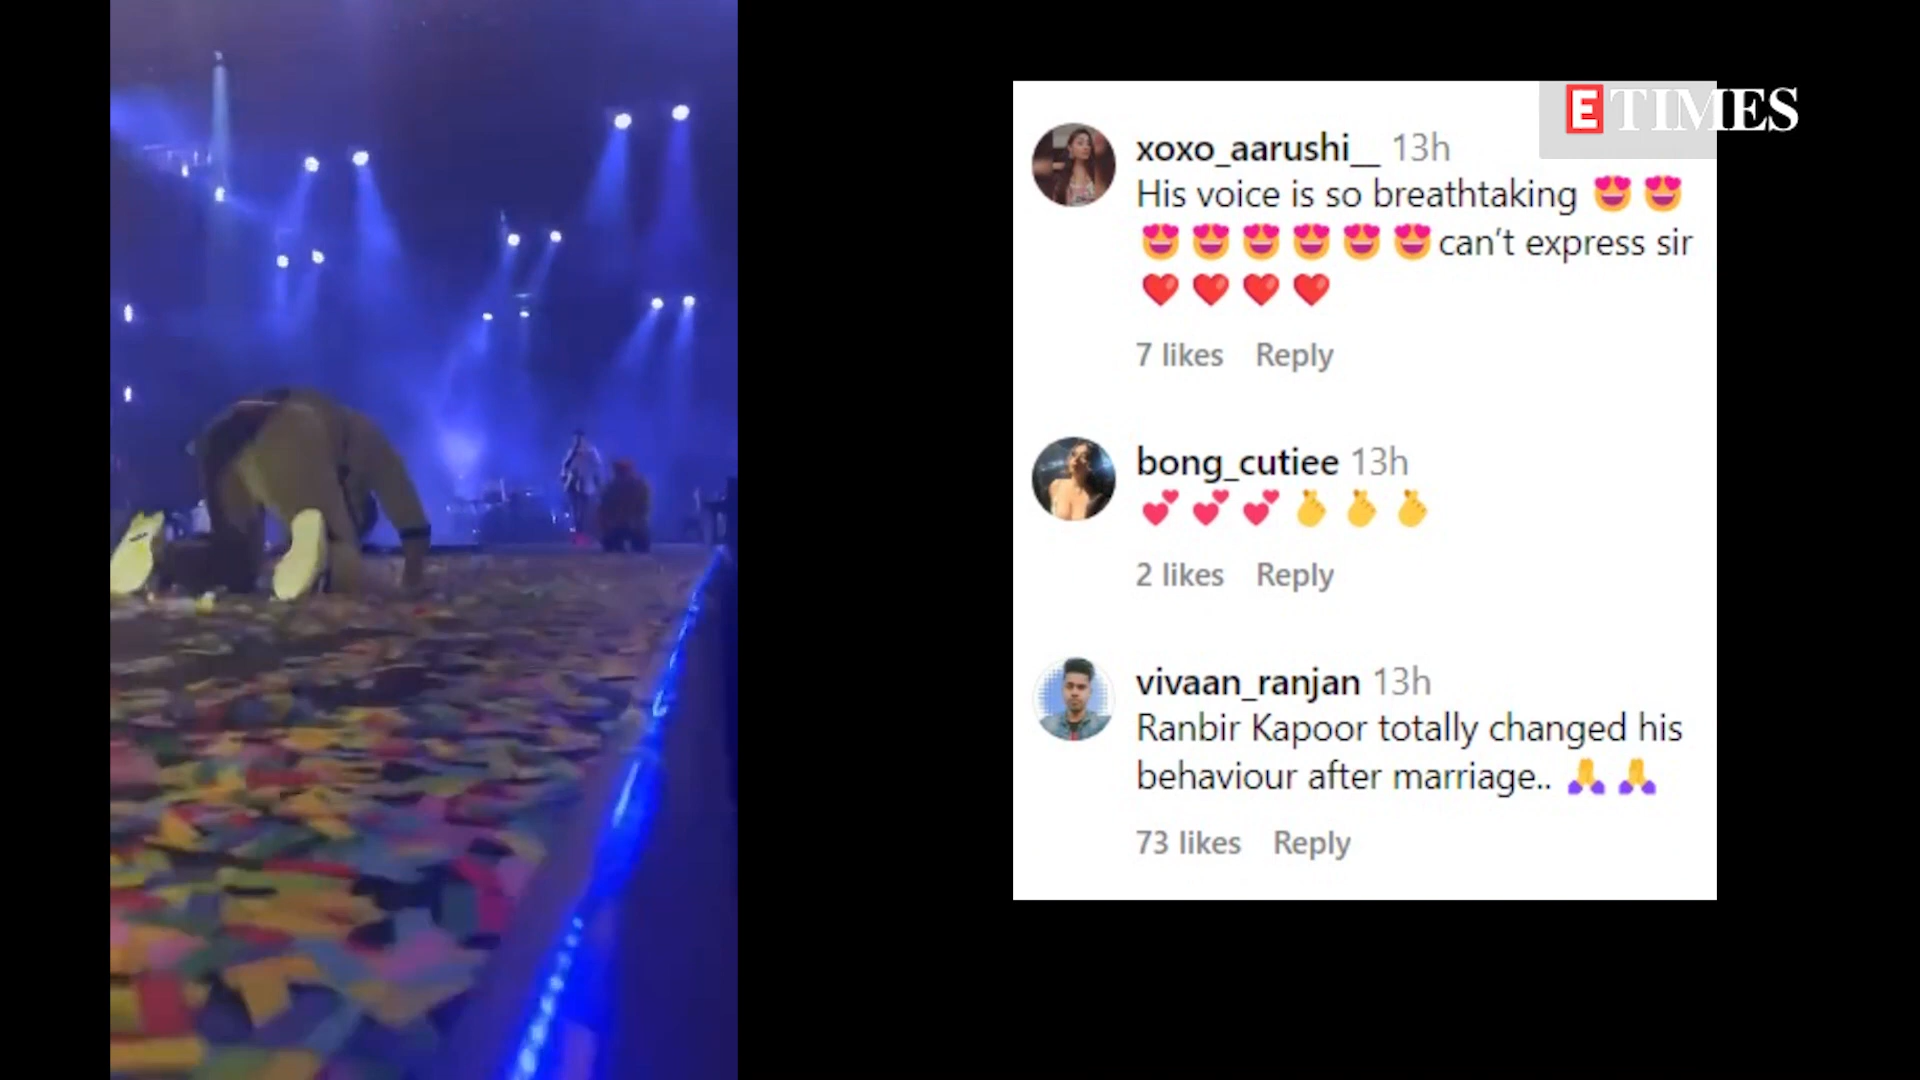 E TIMES
xoxo_aarushi__ 13h
His voice is so breathtaking 😍 😍
😍 😍 😍 😍 😍 😍 can't express sir
❤️ ❤️ ❤️ ❤️
7 likes Reply
bong_cutiee 13h
💕 💕 💕 🫰 🫰 🫰
2 likes Reply
vivaan_ranjan 13h
Ranbir Kapoor totally changed his
behaviour after marriage.. 🙏 🙏
73 likes Reply